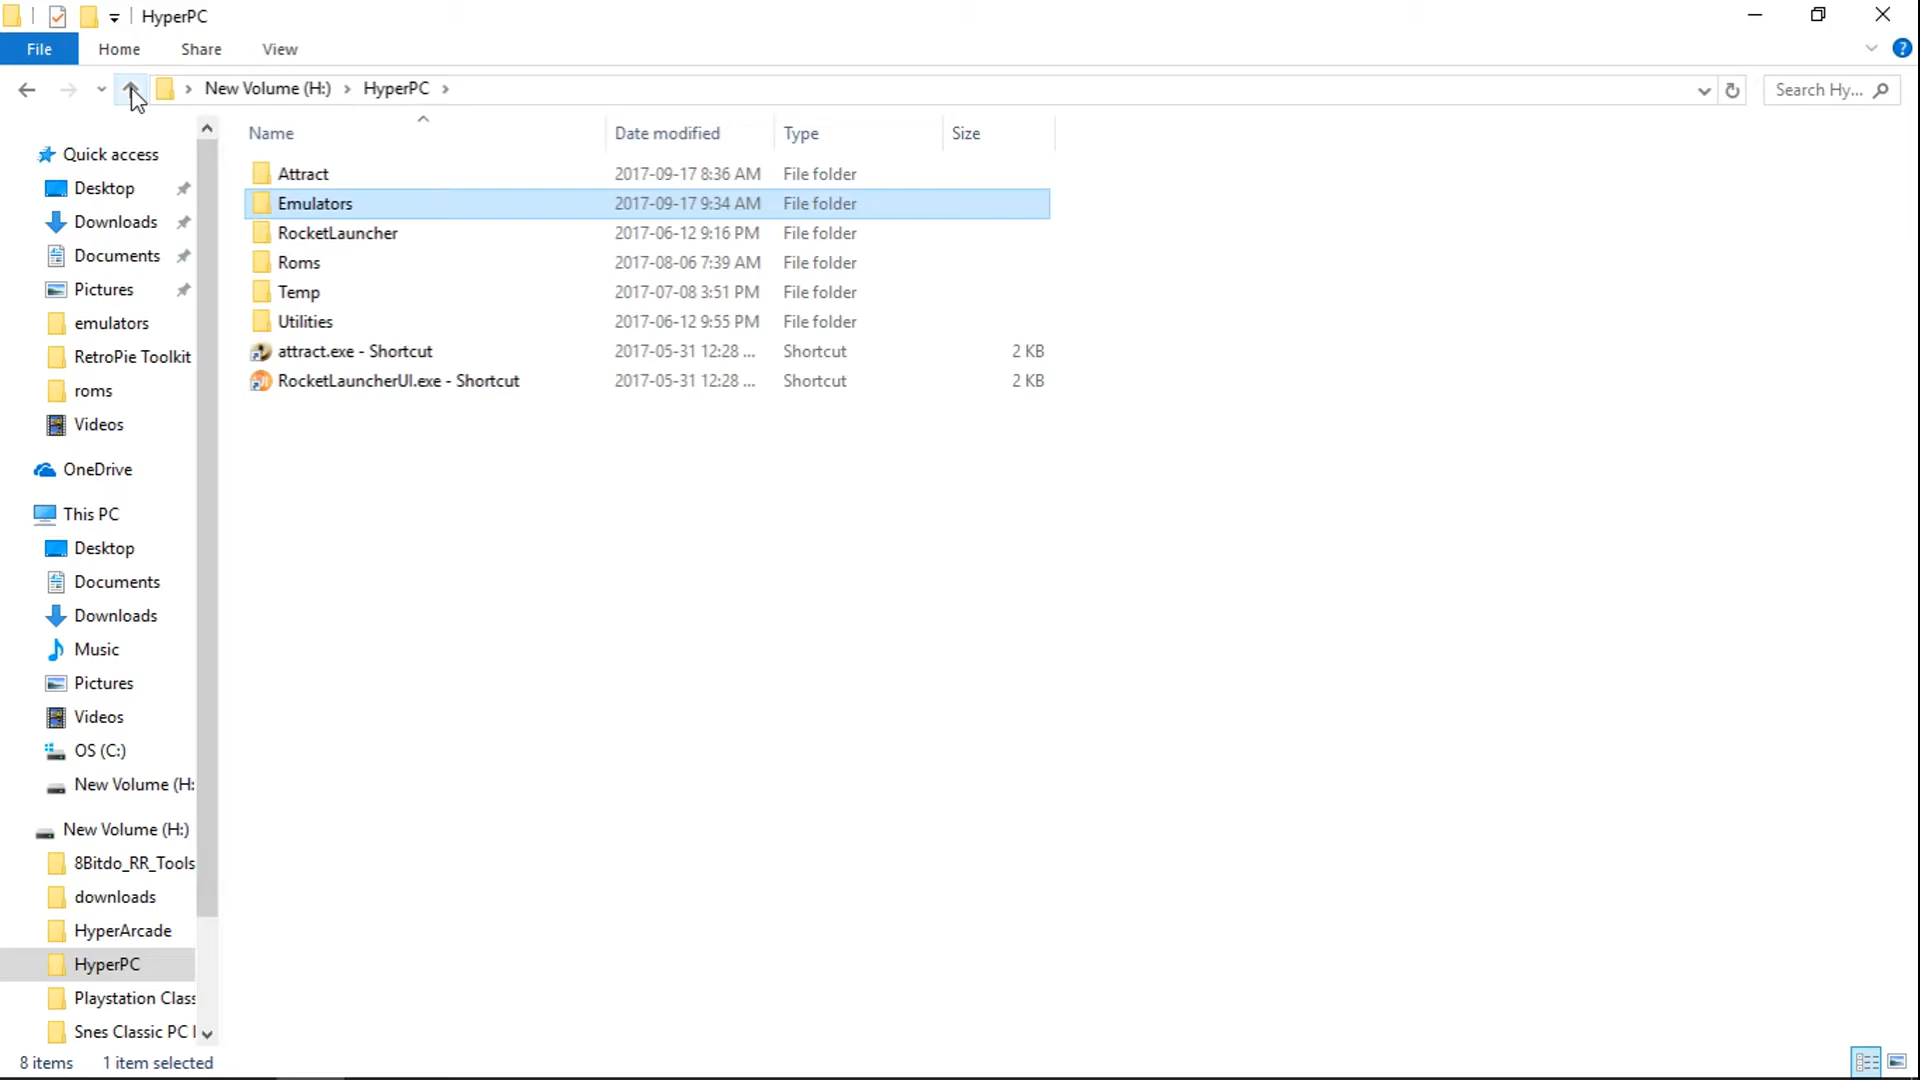 HyperPC
File Home Share View
New Volume (H:) HyperPC Search Hy...
Name Date modified Type Size
Quick access
Desktop
Downloads
Documents
Pictures
emulators
RetroPie Toolkit
roms
Videos
OneDrive
This PC
Desktop
Documents
Downloads
Music
Pictures
Videos
OS (C:)
New Volume (H:
New Volume (H:)
8Bitdo_RR_Tools
downloads
HyperArcade
HyperPC
Playstation Class
Snes Classic PC
Attract 2017-09-17 8:36 AM File folder
Emulators 2017-09-17 9:34 AM File folder
RocketLauncher 2017-06-12 9:16 PM File folder
Roms 2017-08-06 7:39 AM File folder
Temp 2017-07-08 3:51 PM File folder
Utilities 2017-06-12 9:55 PM File folder
attract.exe - Shortcut 2017-05-31 12:28 ... Shortcut 2 KB
RocketLauncherUI.exe - Shortcut 2017-05-31 12:28 ... Shortcut 2 KB
8 items 1 item selected